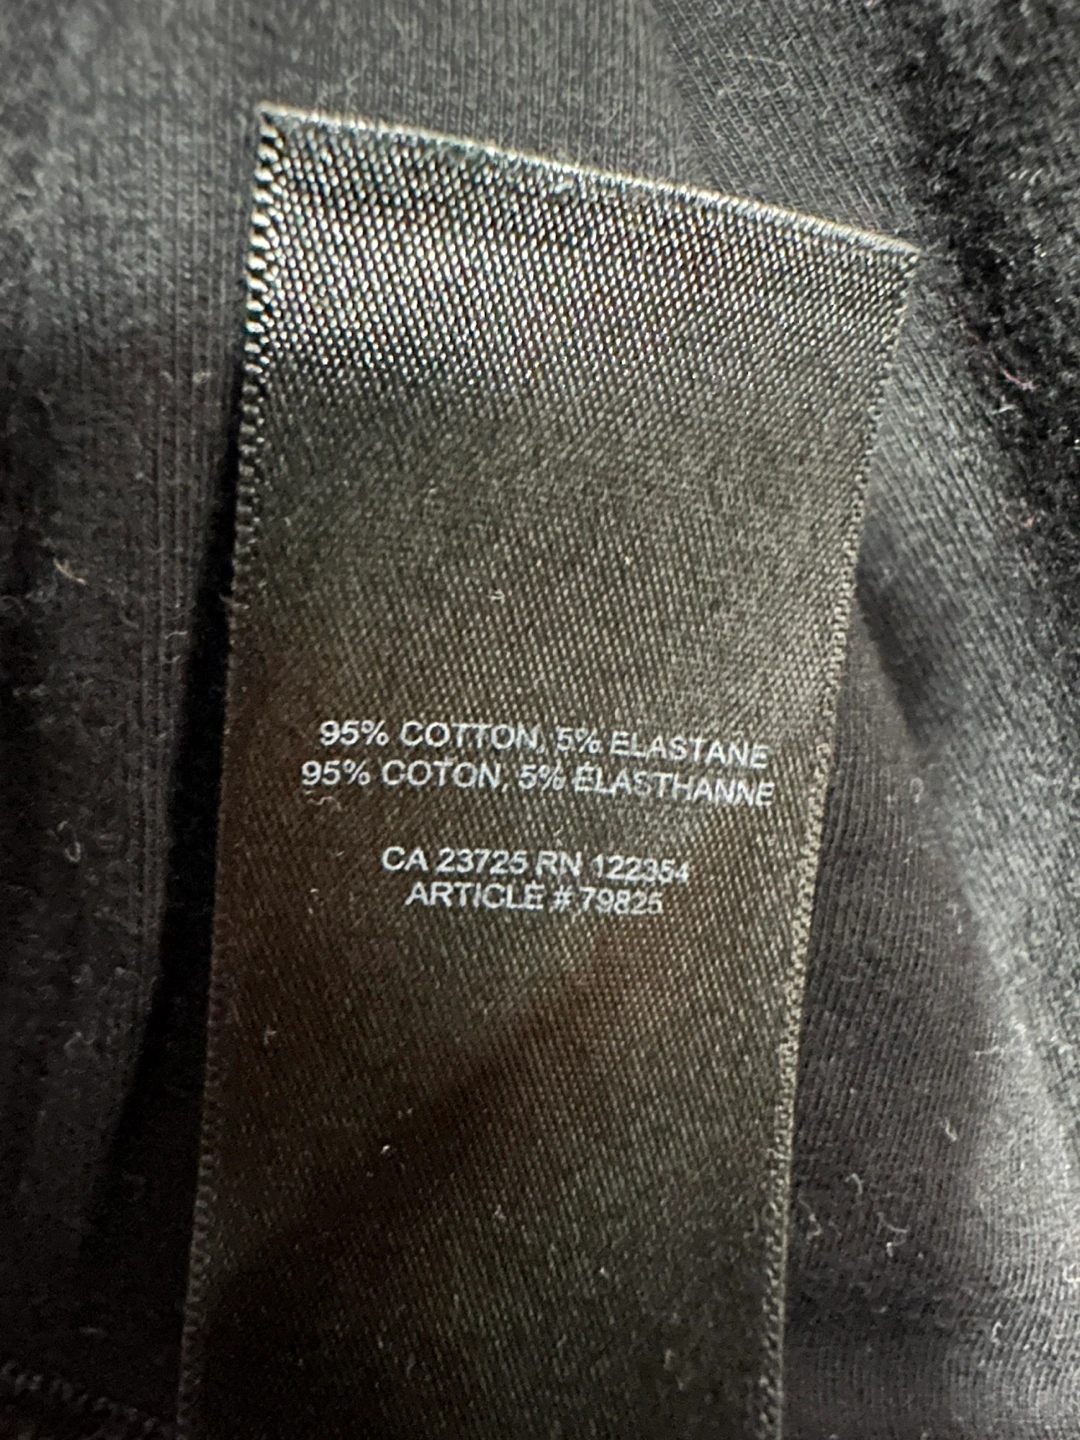 95% COTTON, 5% ELASTANE
95% COTON, 5% ÉLASTHANNE
CA 23725 RN 122354
ARTICLE # 79825